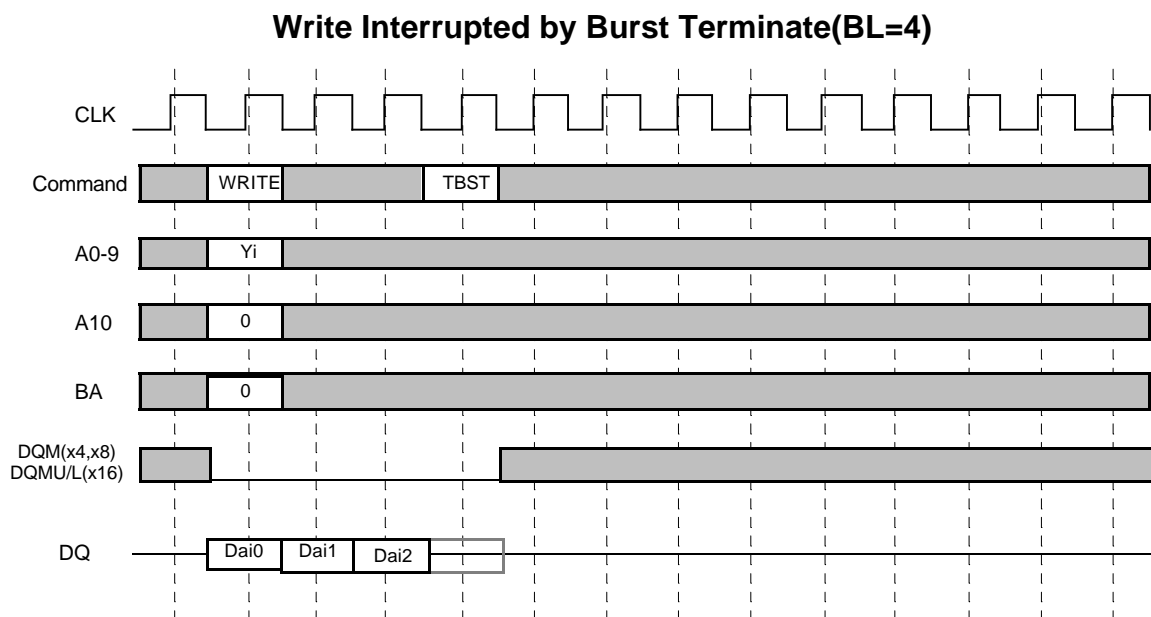 Write Interrupted by Burst Terminate(BL=4)
CLK
Command WRITE TBST
A0-9 Yi
A10 0
BA 0
DQM(x4,x8)
DQMU/L(x16)
DQ Dai0 Dai1 Dai2